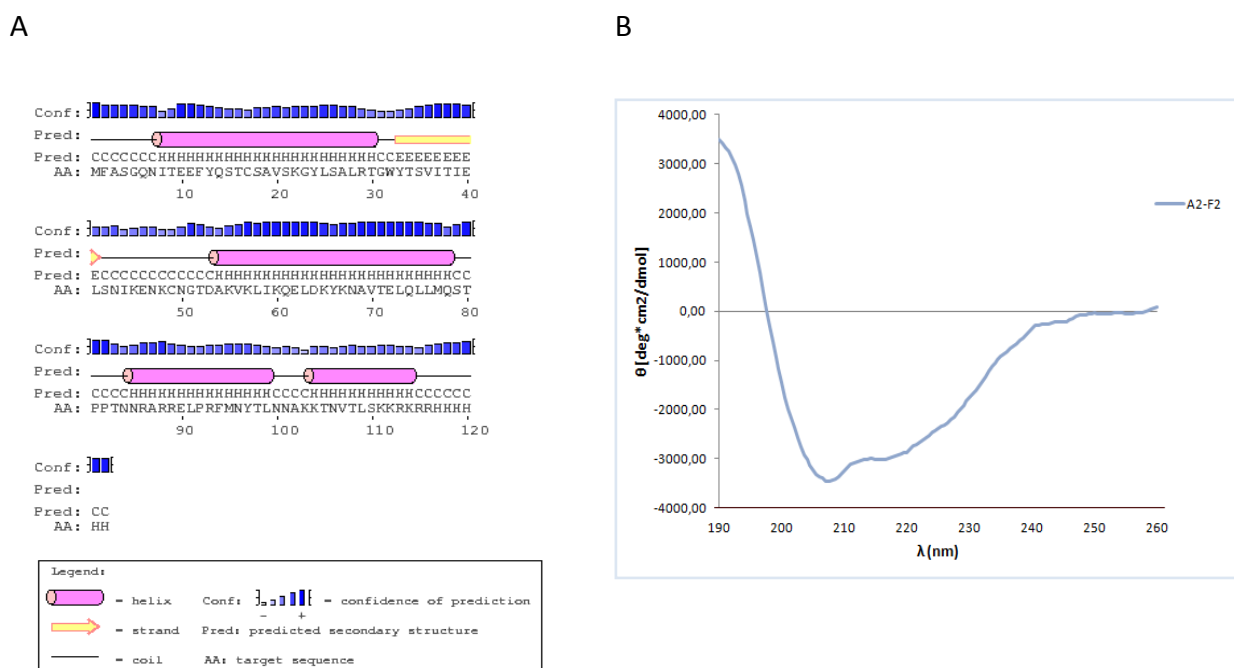 A
B
Conf:
Pred:
Pred: CCCCCCCHHHHHHHHHHHHHHHHHHHHHHHCCEEEEEEEE
AA: MFASGQNITEEFYQSTCSAVSKGYLSALRTGWYTSVITIE
10 20 30 40
Conf:
Pred:
Pred: ECCCCCCCCCCCCHHHHHHHHHHHHHHHHHHHHHHHHHCC
AA: LSNIKENKCNGTDAKVKLIKQELDKYKNAVTELQLLMQST
50 60 70 80
Conf:
Pred:
Pred: CCCCHHHHHHHHHHHHHHHCCCCHHHHHHHHHHHCCCCCC
AA: PPTNNRARRELPRFMNYTLNNAKKTNVTLSKKRKRRHHHH
90 100 110 120
Conf:
Pred:
Pred: CC
AA: HH
Legend:
= helix Conf: = confidence of prediction
- +
= strand Pred: predicted secondary structure
= coil AA: target sequence
4000,00
3000,00
2000,00
1000,00
0,00
-1000,00
-2000,00
-3000,00
-4000,00
θ [deg* cm2/dmol]
190 200 210 220 230 240 250 260
λ (nm)
A2-F2